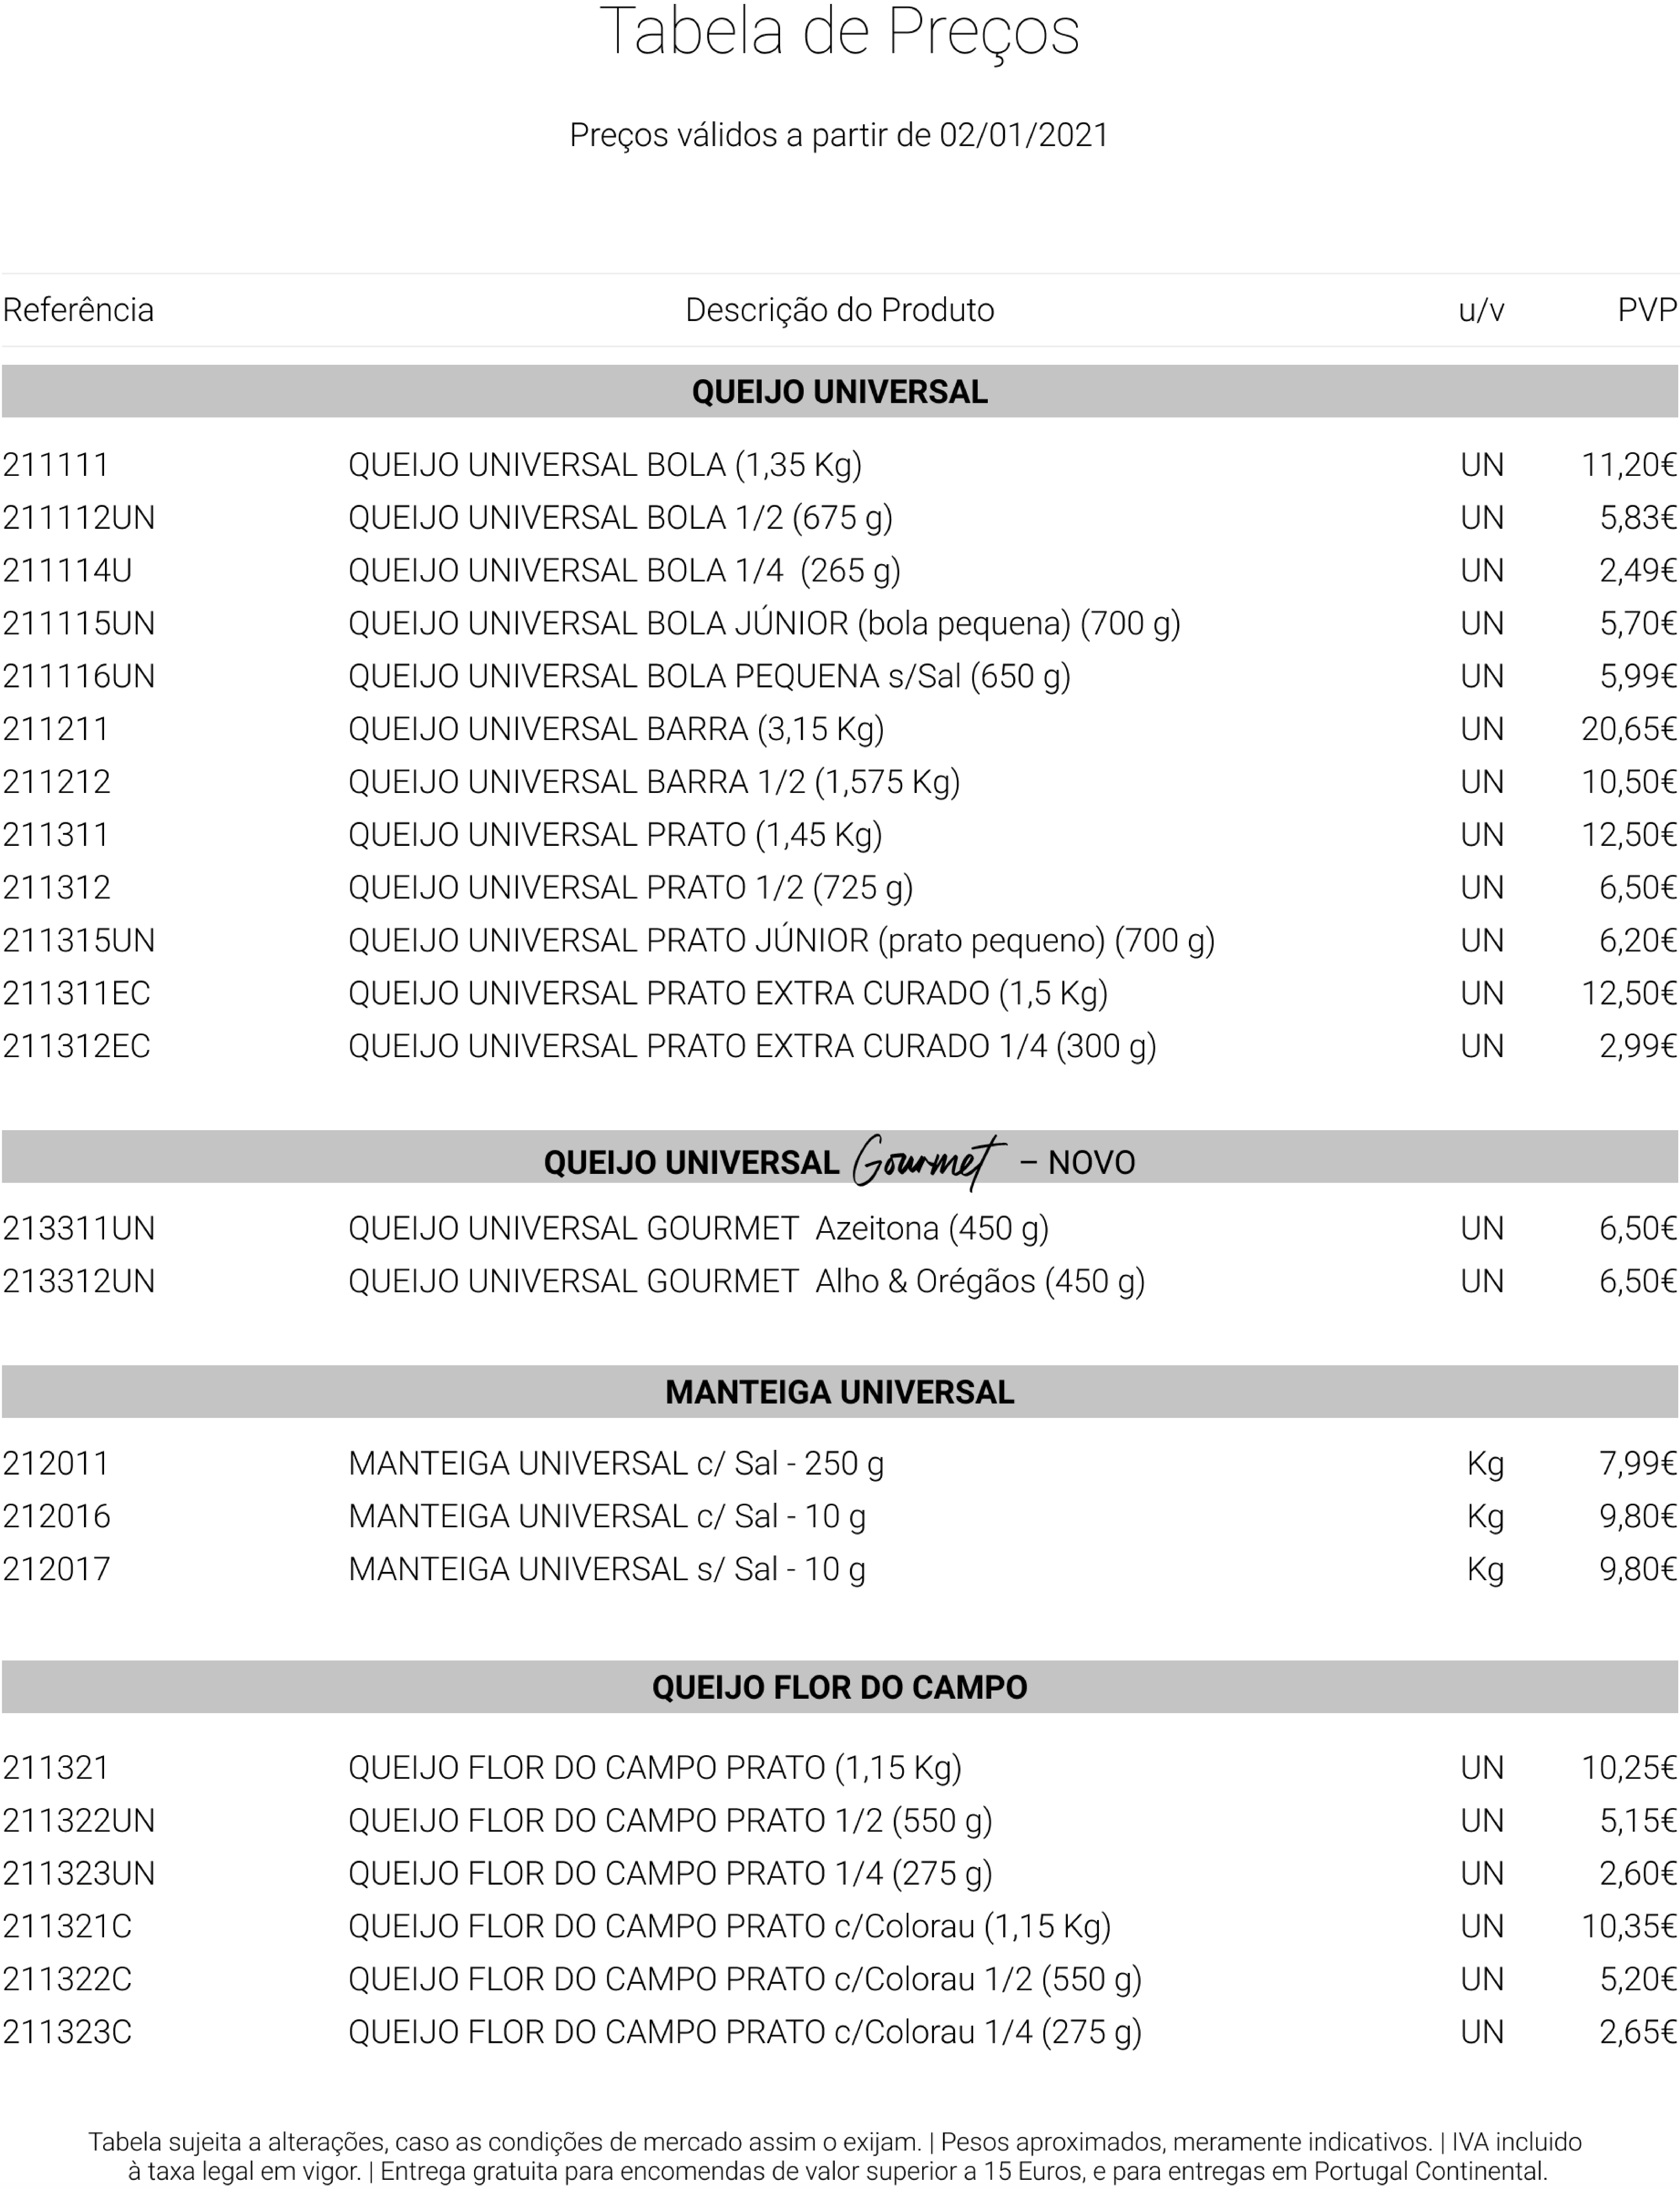 Tabela de Preços
Preços válidos a partir de 02/01/2021
Referência Descrição do Produto u/v PVP
QUEIJO UNIVERSAL
211111 QUEIJO UNIVERSAL BOLA (1,35 Kg) UN 11,20€
211112UN QUEIJO UNIVERSAL BOLA 1/2 (675 g) UN 5,83€
211114U QUEIJO UNIVERSAL BOLA 1/4 (265 g) UN 2,49€
211115UN QUEIJO UNIVERSAL BOLA JÚNIOR (bola pequena) (700 g) UN 5,70€
211116UN QUEIJO UNIVERSAL BOLA PEQUENA s/Sal (650 g) UN 5,99€
211211 QUEIJO UNIVERSAL BARRA (3,15 Kg) UN 20,65€
211212 QUEIJO UNIVERSAL BARRA 1/2 (1,575 Kg) UN 10,50€
211311 QUEIJO UNIVERSAL PRATO (1,45 Kg) UN 12,50€
211312 QUEIJO UNIVERSAL PRATO 1/2 (725 g) UN 6,50€
211315UN QUEIJO UNIVERSAL PRATO JÚNIOR (prato pequeno) (700 g) UN 6,20€
211311EC QUEIJO UNIVERSAL PRATO EXTRA CURADO (1,5 Kg) UN 12,50€
211312EC QUEIJO UNIVERSAL PRATO EXTRA CURADO 1/4 (300 g) UN 2,99€
QUEIJO UNIVERSAL Gourmet – NOVO
213311UN QUEIJO UNIVERSAL GOURMET Azeitona (450 g) UN 6,50€
213312UN QUEIJO UNIVERSAL GOURMET Alho & Orégãos (450 g) UN 6,50€
MANTEIGA UNIVERSAL
212011 MANTEIGA UNIVERSAL c/ Sal - 250 g Kg 7,99€
212016 MANTEIGA UNIVERSAL c/ Sal - 10 g Kg 9,80€
212017 MANTEIGA UNIVERSAL s/ Sal - 10 g Kg 9,80€
QUEIJO FLOR DO CAMPO
211321 QUEIJO FLOR DO CAMPO PRATO (1,15 Kg) UN 10,25€
211322UN QUEIJO FLOR DO CAMPO PRATO 1/2 (550 g) UN 5,15€
211323UN QUEIJO FLOR DO CAMPO PRATO 1/4 (275 g) UN 2,60€
211321C QUEIJO FLOR DO CAMPO PRATO c/Colorau (1,15 Kg) UN 10,35€
211322C QUEIJO FLOR DO CAMPO PRATO c/Colorau 1/2 (550 g) UN 5,20€
211323C QUEIJO FLOR DO CAMPO PRATO c/Colorau 1/4 (275 g) UN 2,65€
Tabela sujeita a alterações, caso as condições de mercado assim o exijam. | Pesos aproximados, meramente indicativos. | IVA incluido
à taxa legal em vigor. | Entrega gratuita para encomendas de valor superior a 15 Euros, e para entregas em Portugal Continental.